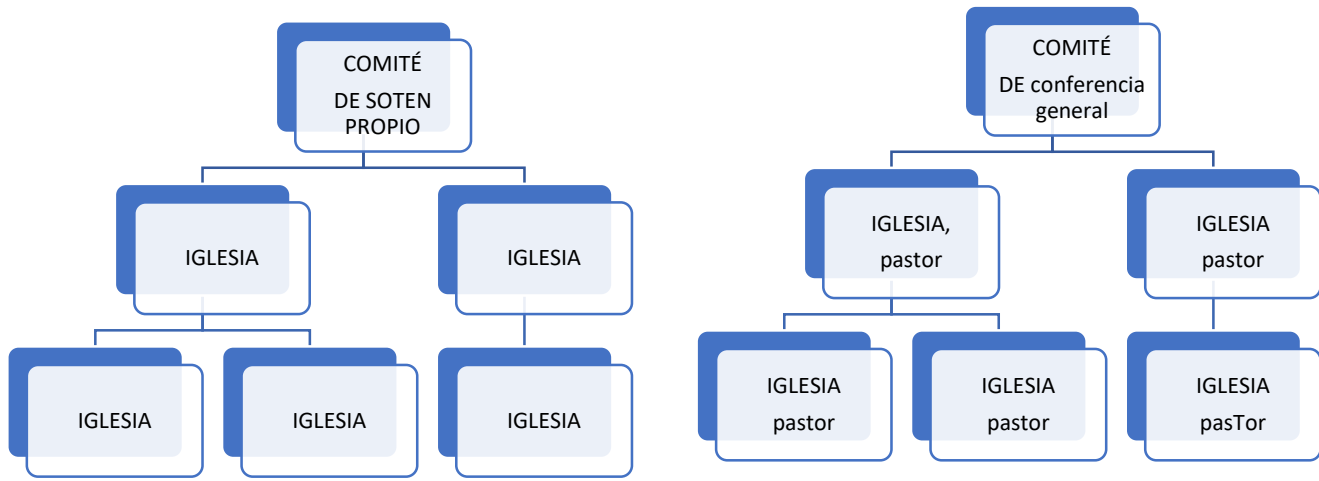 COMITÉ
DE SOTEN
PROPIO
IGLESIA
IGLESIA
IGLESIA
IGLESIA
IGLESIA
COMITÉ
DE conferencia
general
IGLESIA,
pastor
IGLESIA
pastor
IGLESIA
pastor
IGLESIA
pastor
IGLESIA
pasTor